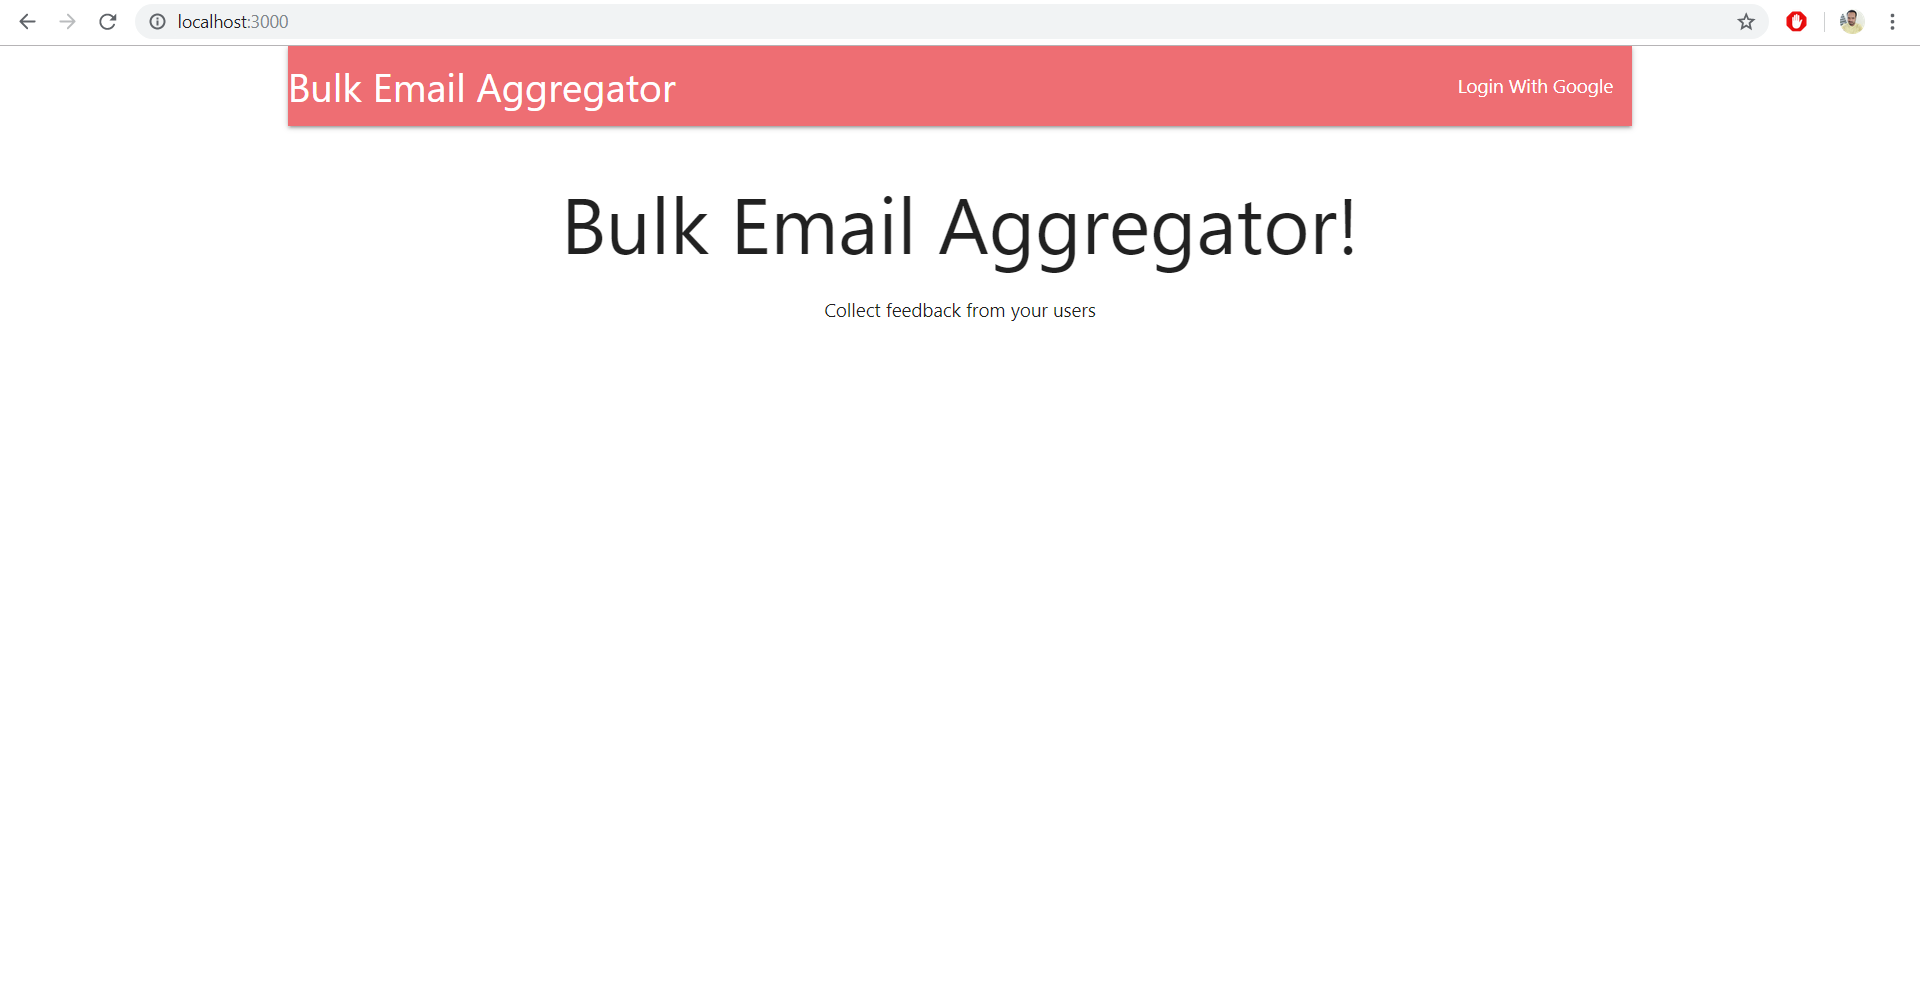 localhost:3000
Bulk Email Aggregator
Login With Google
Bulk Email Aggregator!
Collect feedback from your users